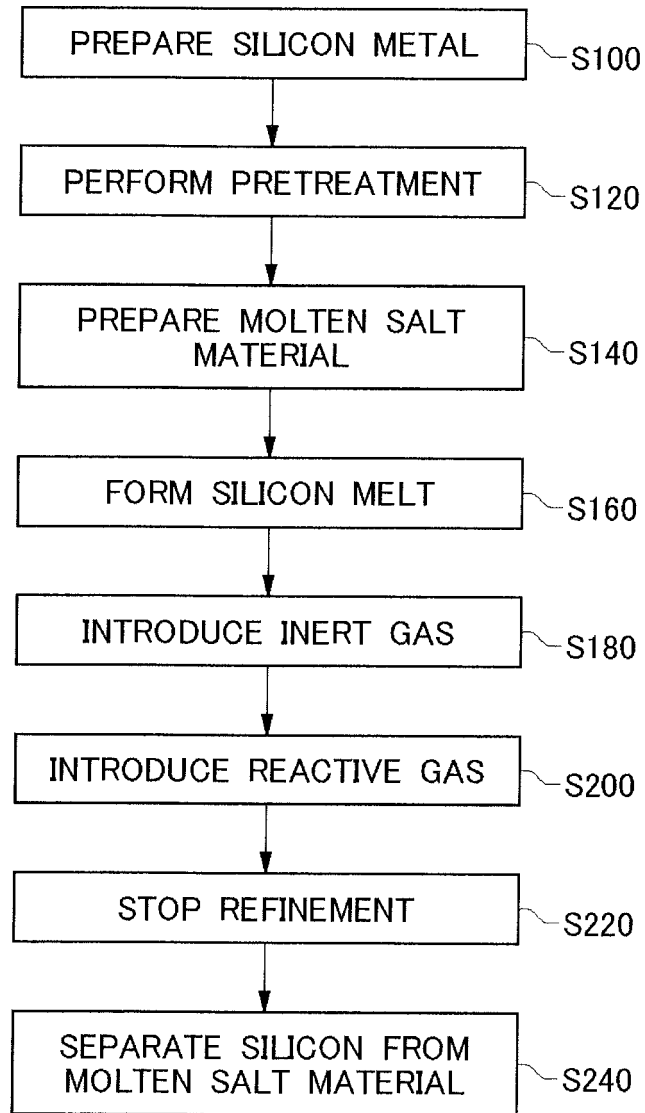 PREPARE SILICON METAL
S100
PERFORM PRETREATMENT
S120
PREPARE MOLTEN SALT
MATERIAL
S140
FORM SILICON MELT
S160
INTRODUCE INERT GAS
S180
INTRODUCE REACTIVE GAS
S200
STOP REFINEMENT
S220
SEPARATE SILICON FROM
MOLTEN SALT MATERIAL
S240